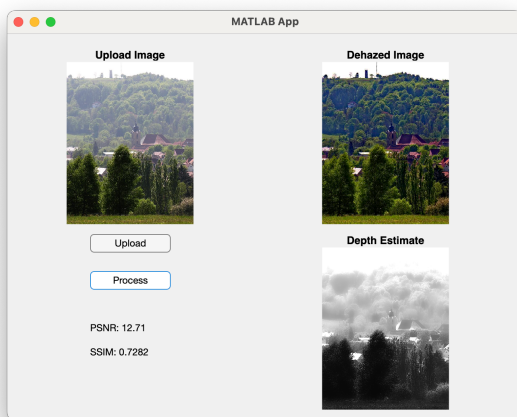 MATLAB App
Upload Image
Dehazed Image
Upload
Depth Estimate
Process
PSNR: 12.71
SSIM: 0.7282